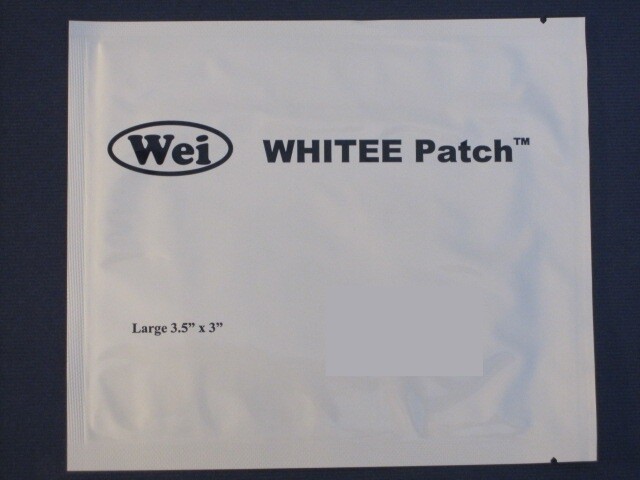 Wei WHITEE Patch™
Large 3.5” x 3”